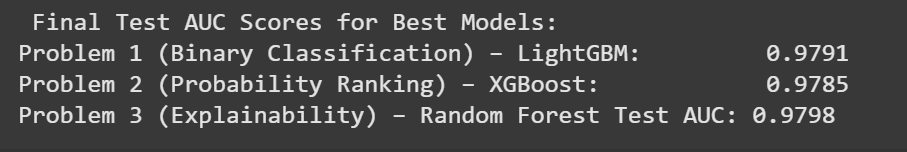 Final Test AUC Scores for Best Models:
Problem 1 (Binary Classification) – LightGBM: 0.9791
Problem 2 (Probability Ranking) – XGBoost: 0.9785
Problem 3 (Explainability) – Random Forest Test AUC: 0.9798